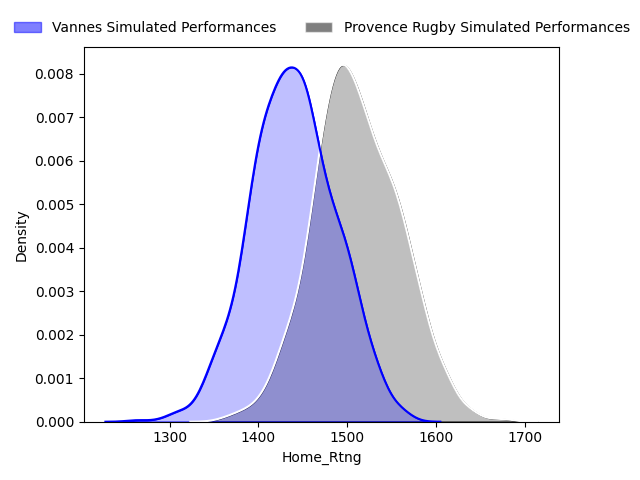 Vannes Simulated Performances
Provence Rugby Simulated Performances
0.008
0.007
0.006
0.005
0.004
0.003
0.002
0.001
0.000
Density
1300 1400 1500 1600 1700
Home_Rtng